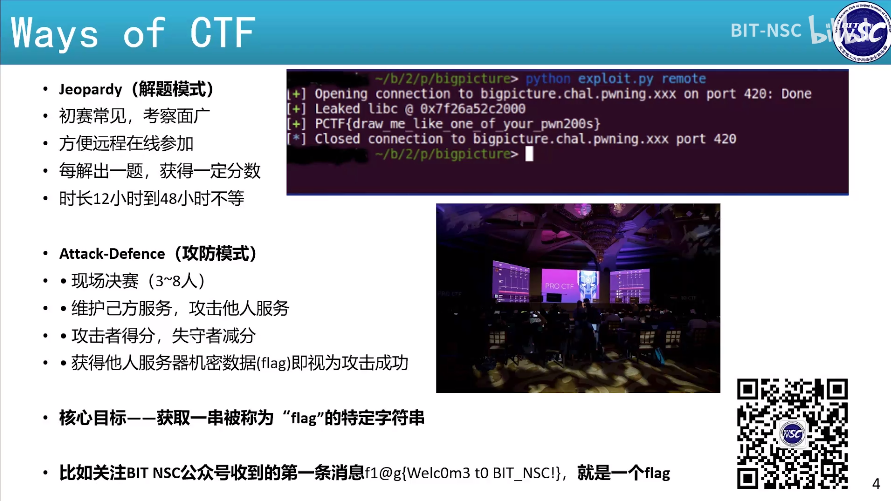 Ways of CTF
BIT-NSC
• Jeopardy（解题模式）
• 初赛常见，考察面广
• 方便远程在线参加
• 每解出一题，获得一定分数
• 时长12小时到48小时不等
~/b/2/p/bigpicture> python exploit.py remote
[+] Opening connection to bigpicture.chal.pwning.xxx on port 420: Done
[+] Leaked libc @ 0x7f26a52c2000
[+] PCTF{draw_me_like_one_of_your_pwn200s}
[*] Closed connection to bigpicture.chal.pwning.xxx port 420
~/b/2/p/bigpicture>
• Attack-Defence（攻防模式）
• • 现场决赛（3~8人）
• • 维护己方服务，攻击他人服务
• • 攻击者得分，失守者减分
• • 获得他人服务器机密数据(flag)即视为攻击成功
PRO CTF
• 核心目标——获取一串被称为“flag”的特定字符串
• 比如关注BIT NSC公众号收到的第一条消息f1@g{Welc0m3 t0 BIT_NSC!}，就是一个flag
NSC
4